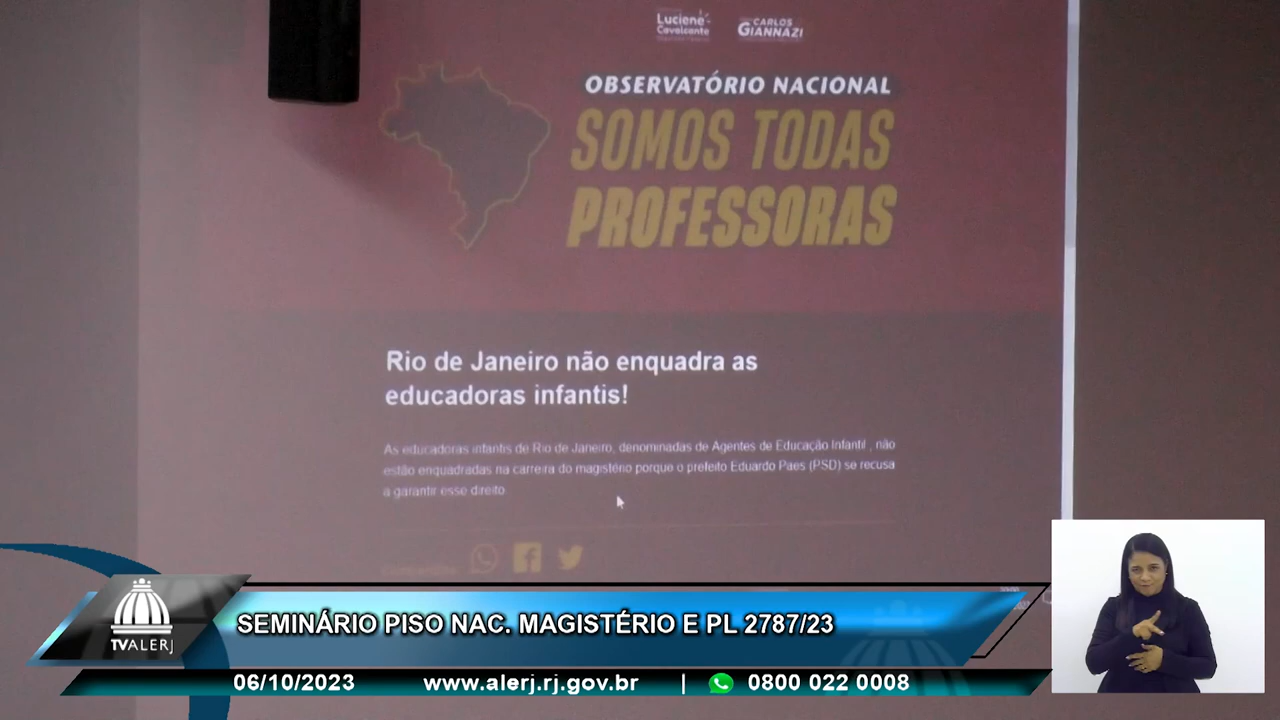 Luciene
Cavalcante
CARLOS
GIANNAZI
OBSERVATÓRIO NACIONAL
SOMOS TODAS
PROFESSORAS
Rio de Janeiro não enquadra as
educadoras infantis!
As educadoras infantis de Rio de Janeiro, denominadas de Agentes de Educação Infantil , não
estão enquadradas na carreira do magistério porque o prefeito Eduardo Paes (PSD) se recusa
a garantir esse direito
TVALERJ
SEMINÁRIO PISO NAC. MAGISTÉRIO E PL 2787/23
06/10/2023 www.alerj.rj.gov.br | 0800 022 0008